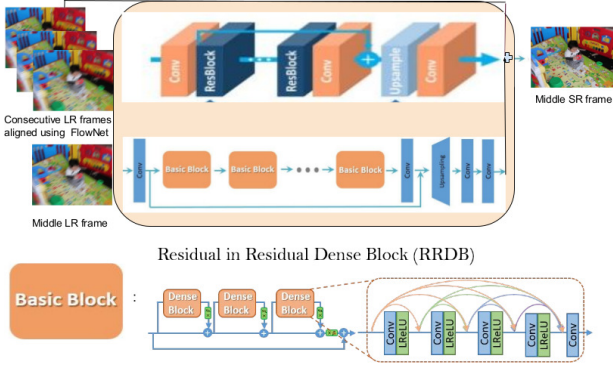 Conv
ResBlock
ResBlock
Conv
Upsample
Conv
Consecutive LR frames
aligned using FlowNet
Middle SR frame
Conv
Basic Block
Basic Block
Basic Block
Conv
Upsampling
Conv
Conv
Middle LR frame
Residual in Residual Dense Block (RRDB)
Basic Block
:
Dense
Block
Dense
Block
Dense
Block
Conv
LReLU
Conv
LReLU
Conv
LReLU
Conv
LReLU
Conv